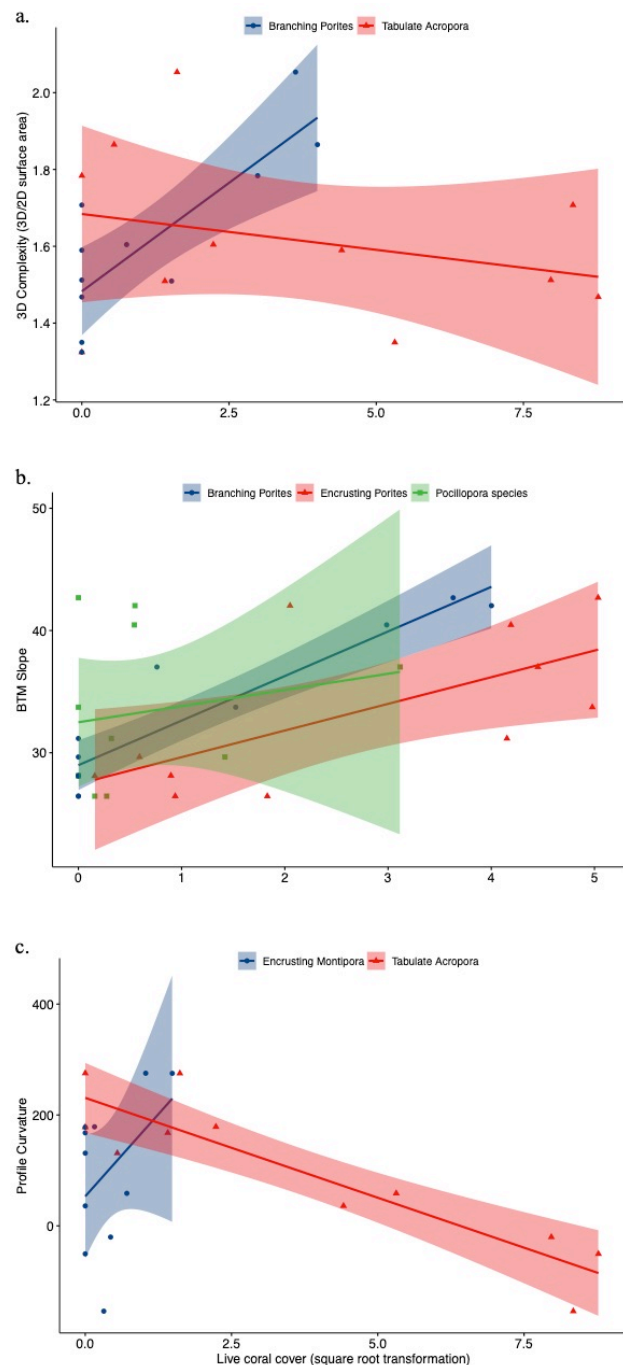 a.
Branching Porites Tabulate Acropora
3D Complexity (3D/2D surface area)
2.0
1.8
1.6
1.4
1.2
0.0 2.5 5.0 7.5
b.
Branching Porites Encrusting Porites Pocillopora species
BTM Slope
50
40
30
0 1 2 3 4 5
c.
Encrusting Montipora Tabulate Acropora
Profile Curvature
400
200
0
0.0 2.5 5.0 7.5
Live coral cover (square root transformation)